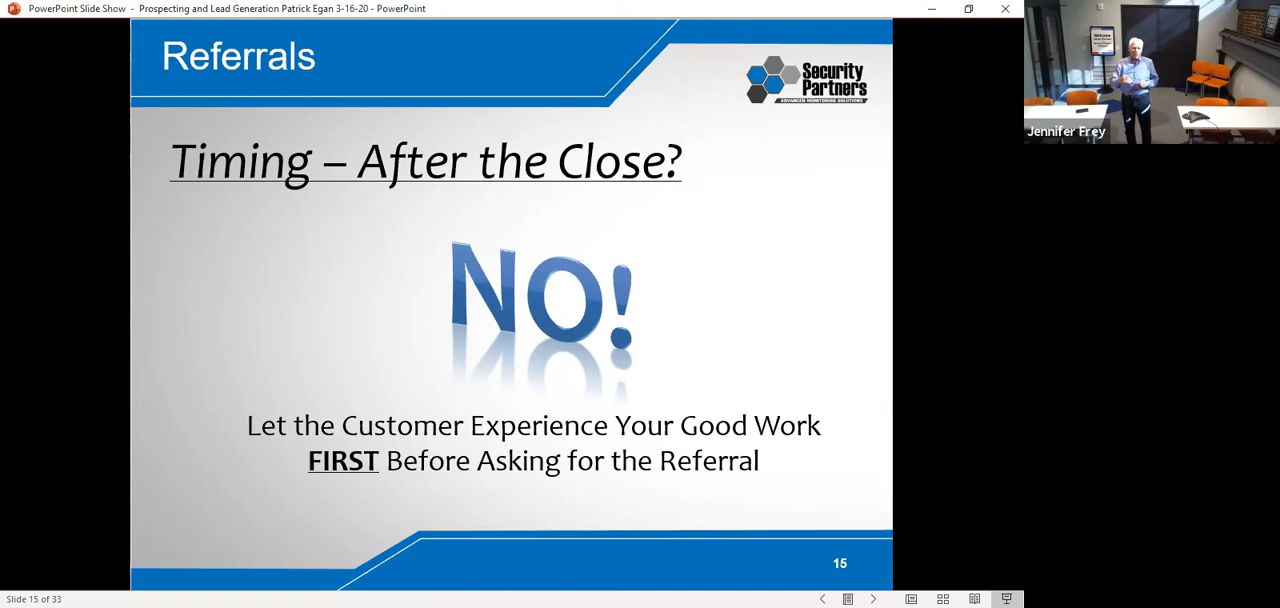 PowerPoint Slide Show - Prospecting and Lead Generation Patrick Egan 3-16-20 - PowerPoint
Referrals
Security
Partners
ADVANCED MONITORING SOLUTIONS
Timing – After the Close?
NO!
Let the Customer Experience Your Good Work
FIRST Before Asking for the Referral
15
Jennifer Frey
Welcome
Slide 15 of 33